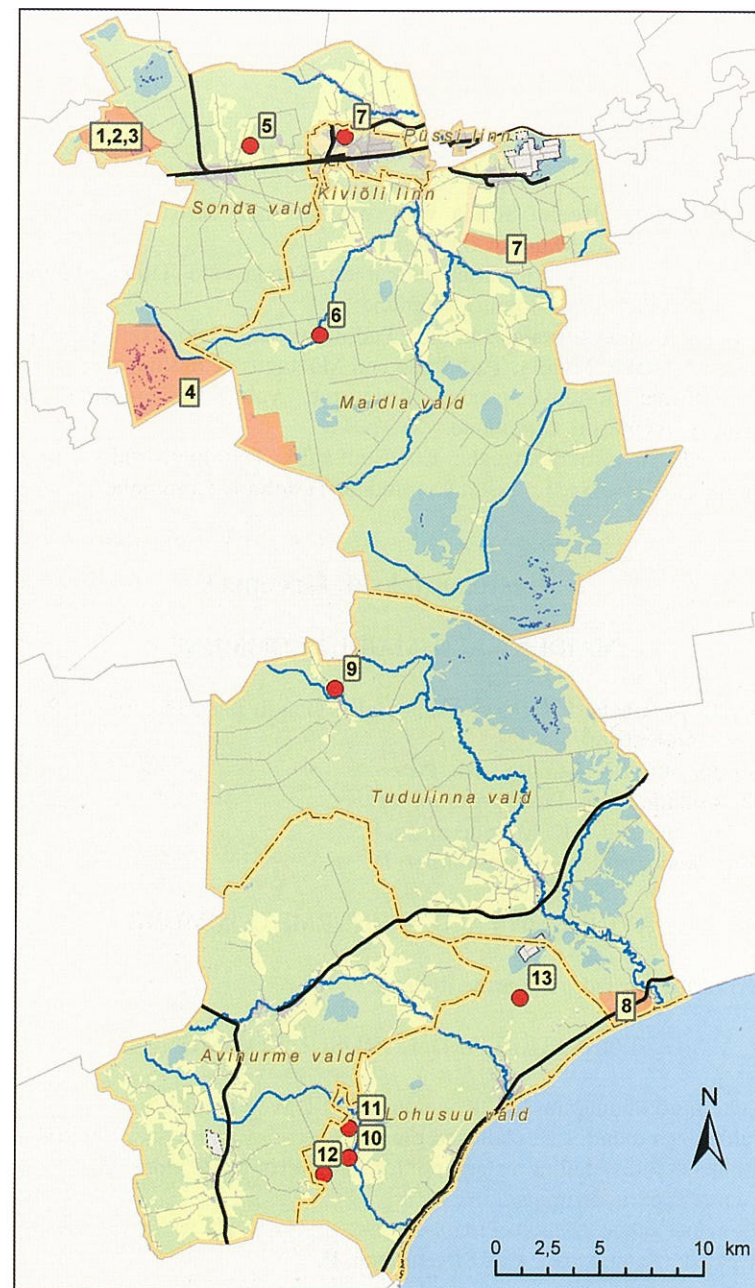 1,2,3
5
7
Püssi linn
Kiviõli linn
Sonda vald
7
6
4
Maidla vald
9
Tudulinna vald
13
8
Avinurme vald
11
Lohusuu vald
10
12
N
0 2,5 5 10 km